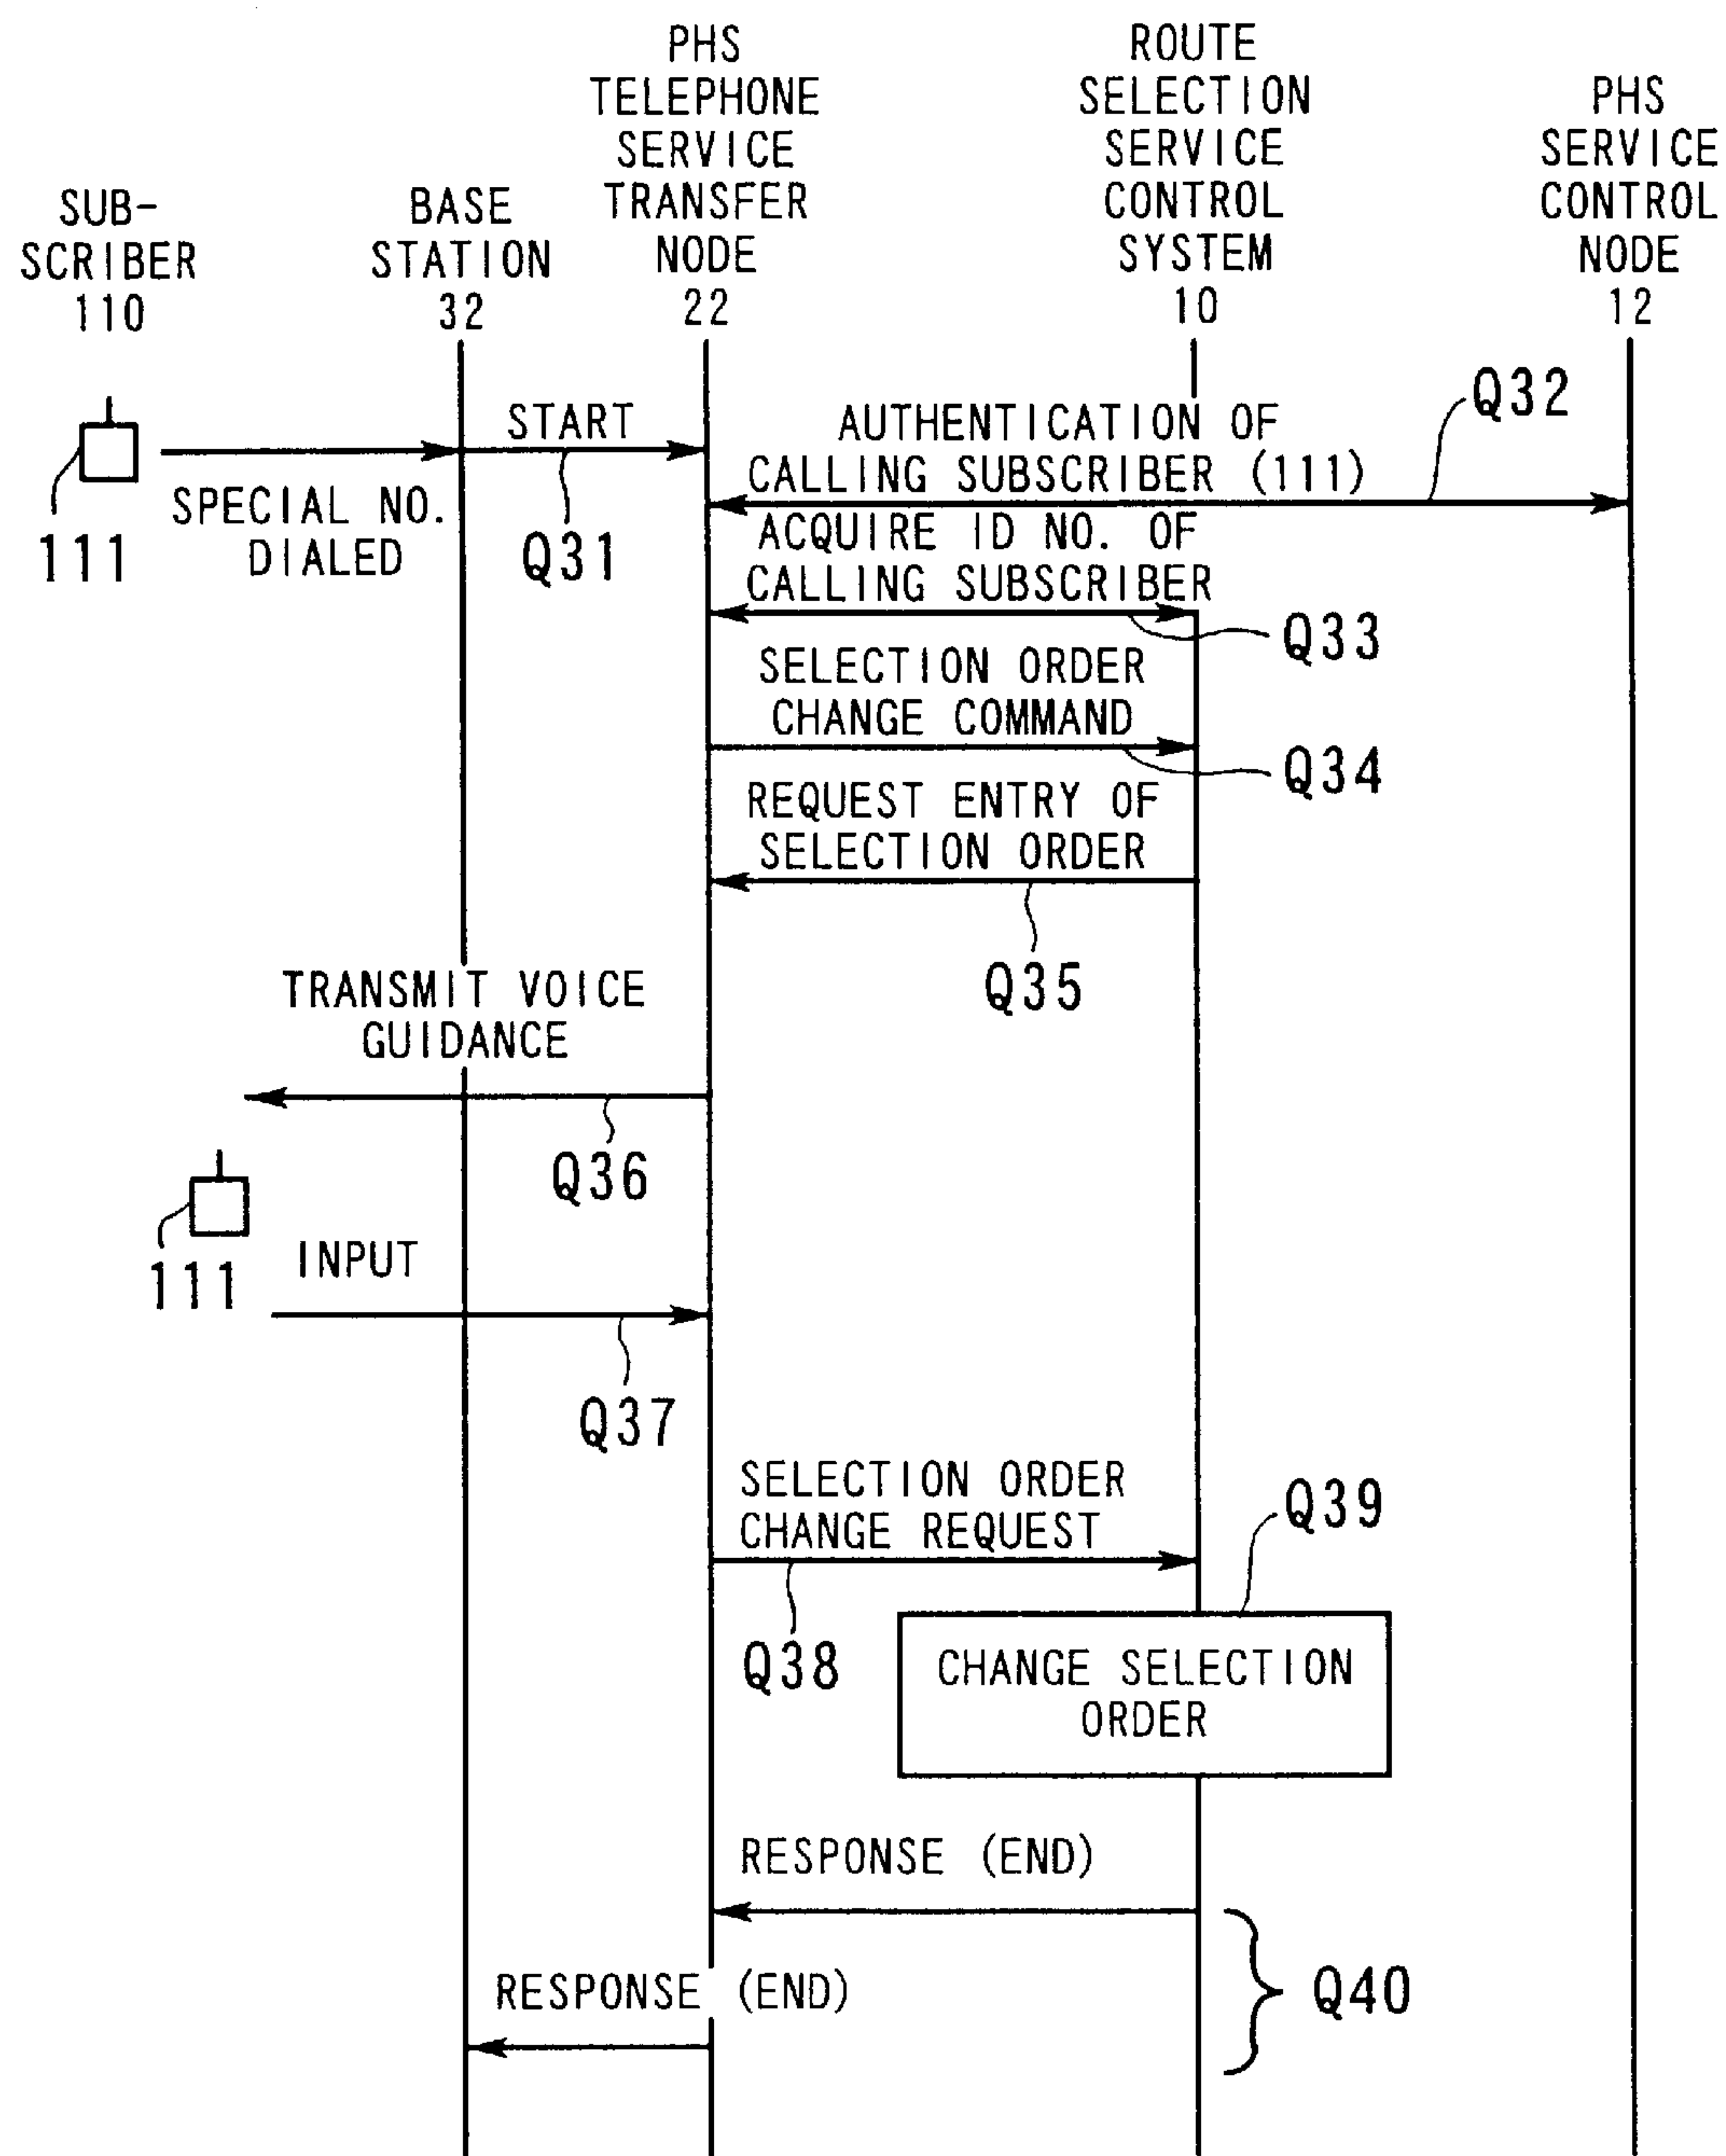 SUB-
SCRIBER
110
BASE
STATION
32
PHS
TELEPHONE
SERVICE
TRANSFER
NODE
22
ROUTE
SELECTION
SERVICE
CONTROL
SYSTEM
10
PHS
SERVICE
CONTROL
NODE
12
111
SPECIAL NO.
DIALED
START
Q31
AUTHENTICATION OF
CALLING SUBSCRIBER (111)
Q32
ACQUIRE ID NO. OF
CALLING SUBSCRIBER
Q33
SELECTION ORDER
CHANGE COMMAND
Q34
REQUEST ENTRY OF
SELECTION ORDER
Q35
TRANSMIT VOICE
GUIDANCE
Q36
111
INPUT
Q37
SELECTION ORDER
CHANGE REQUEST
Q38
Q39
CHANGE SELECTION
ORDER
RESPONSE (END)
RESPONSE (END)
Q40